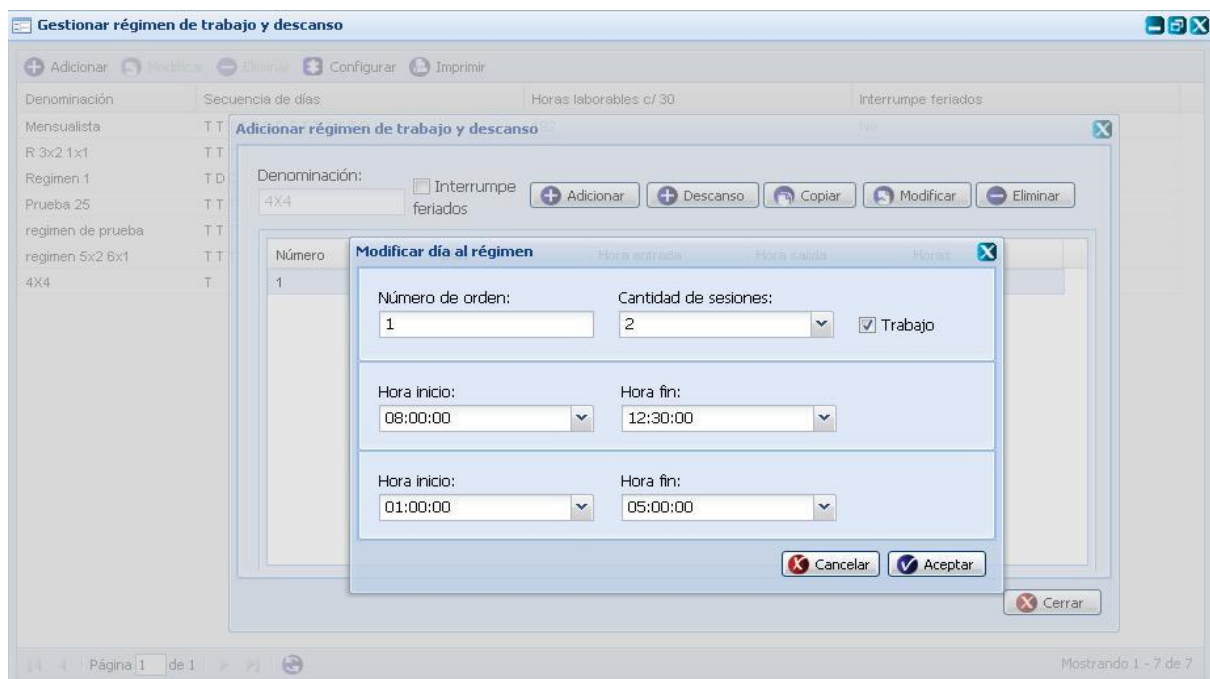 Gestionar régimen de trabajo y descanso
Adicionar Modificar Eliminar Configurar Imprimir
Denominación Secuencia de días Horas laborables c/ 30 Interrumpe feriados
Mensualista T T No
R 3x2 1x1 T T
Regimen 1 T D
Prueba 25 T T
regimen de prueba T T
regimen 5x2 6x1 T T
4X4 T
Adicionar régimen de trabajo y descanso
Denominación:
4X4
Interrumpe
feriados
Adicionar Descanso Copiar Modificar Eliminar
Número Hora entrada Hora salida Horas
1
Modificar día al régimen
Número de orden: Cantidad de sesiones:
1 2 Trabajo
Hora inicio: Hora fin:
08:00:00 12:30:00
Hora inicio: Hora fin:
01:00:00 05:00:00
Cancelar Aceptar
Cerrar
Página 1 de 1 Mostrando 1 - 7 de 7